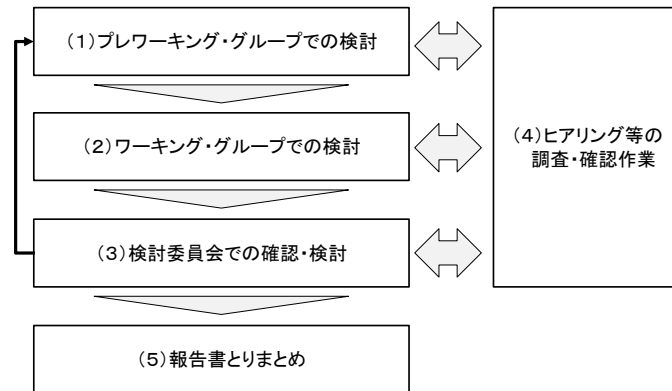 (1)プレワーキング・グループでの検討
(2)ワーキング・グループでの検討
(3)検討委員会での確認・検討
(4)ヒアリング等の
調査・確認作業
(5)報告書とりまとめ